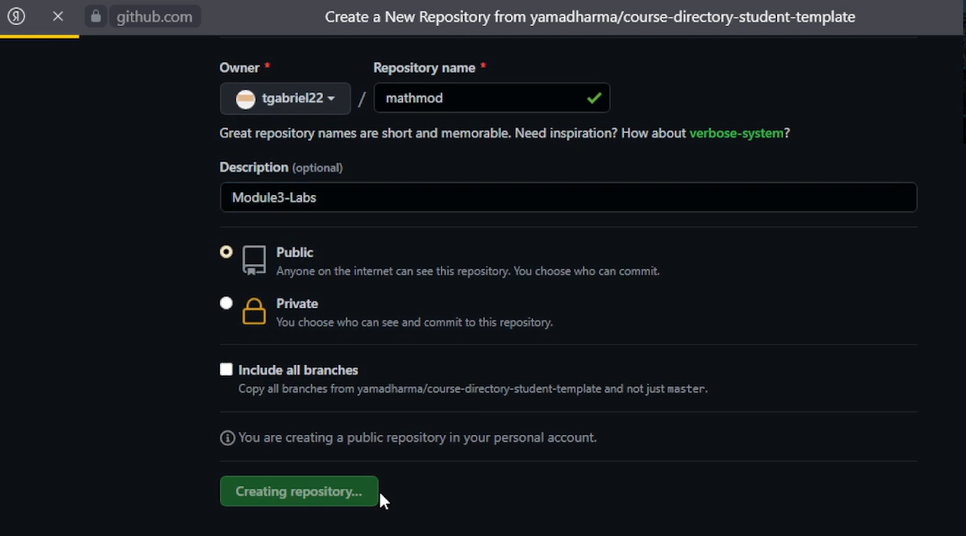 Я
github.com
Create a New Repository from yamadharma/course-directory-student-template
Owner *
Repository name *
tgabriel22
/
mathmod
Great repository names are short and memorable. Need inspiration? How about verbose-system?
Description (optional)
Module3-Labs
Public
Anyone on the internet can see this repository. You choose who can commit.
Private
You choose who can see and commit to this repository.
Include all branches
Copy all branches from yamadharma/course-directory-student-template and not just master.
You are creating a public repository in your personal account.
Creating repository...